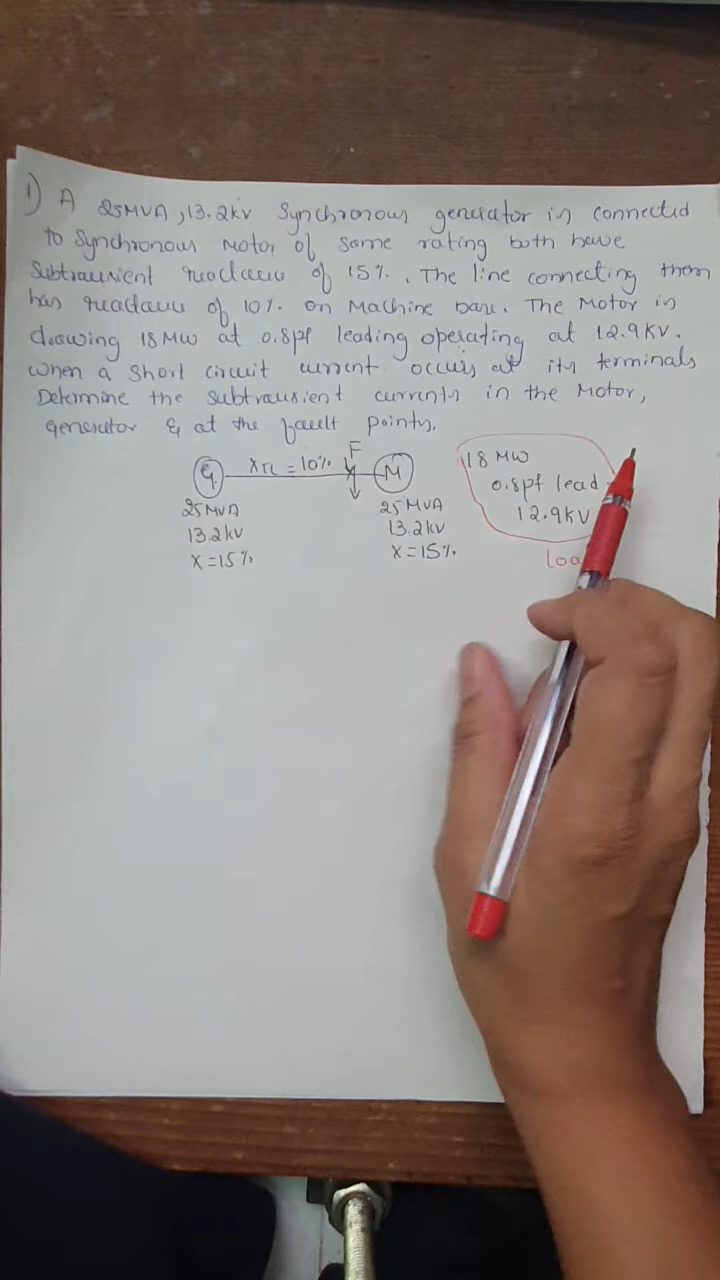 1) A 25MVA, 13.2kV Synchronous generator is connected
to Synchronous Motor of same rating both have
Subtransient reactance of 15%. The line connecting them
has reactance of 10% on Machine base. The Motor is
drawing 18MW at 0.8pf leading operating at 12.9KV.
When a Short circuit current occurs at its terminals
Determine the subtransient currents in the Motor,
generator & at the fault points.
F
G XTL = 10% M
25MVA
13.2kV
X = 15%
25MVA
13.2kV
X = 15%
18 MW
0.8pf lead
12.9kV